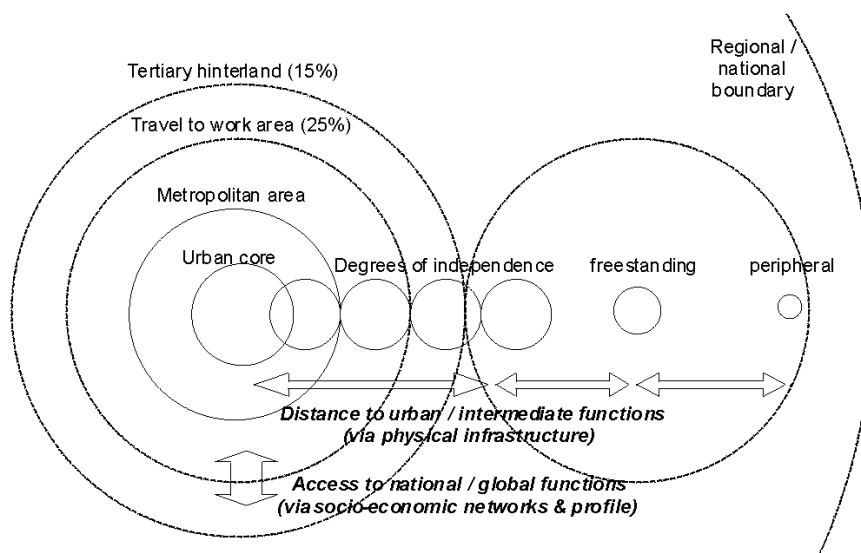 Regional /
national
boundary
Tertiary hinterland (15%)
Travel to work area (25%)
Metropolitan area
Urban core
Degrees of independence
freestanding
peripheral
Distance to urban / intermediate functions
(via physical infrastructure)
Access to national / global functions
(via socio-economic networks & profile)